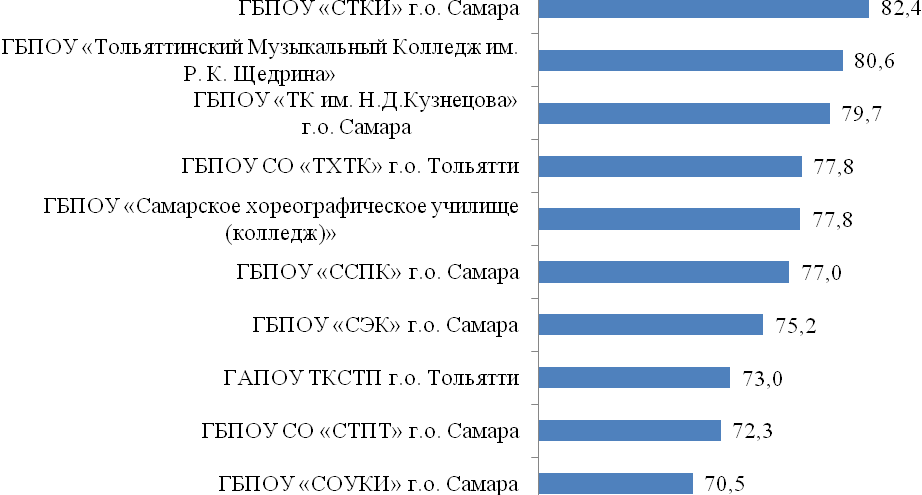 ГБПОУ «СТКИ» г.о. Самара 82,4
ГБПОУ «Тольяттинский Музыкальный Колледж им.
Р. К. Щедрина» 80,6
ГБПОУ «ТК им. Н.Д.Кузнецова»
г.о. Самара 79,7
ГБПОУ СО «ТХТК» г.о. Тольятти 77,8
ГБПОУ «Самарское хореографическое училище
(колледж)» 77,8
ГБПОУ «ССПК» г.о. Самара 77,0
ГБПОУ «СЭК» г.о. Самара 75,2
ГАПОУ ТКСТП г.о. Тольятти 73,0
ГБПОУ СО «СТПТ» г.о. Самара 72,3
ГБПОУ «СОУКИ» г.о. Самара 70,5